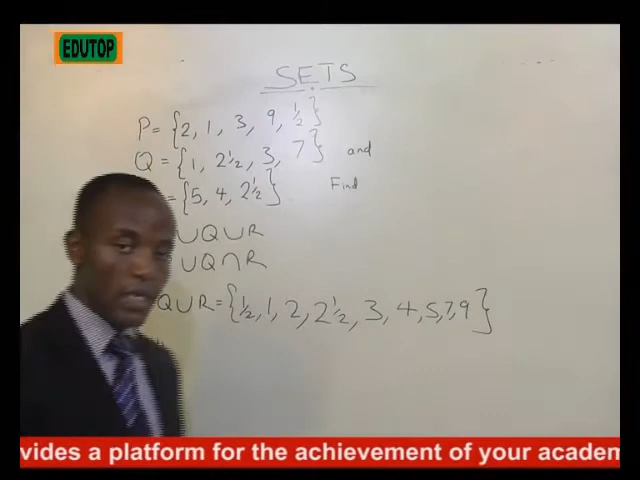 EDUTOP
SETS
P = {2, 1, 3, 9, ½}
Q = {1, 2½, 3, 7} and
= {5, 4, 2½} Find
∪Q∪R
∪Q∩R
Q∪R = {½, 1, 2, 2½, 3, 4, 5, 7, 9}
vides a platform for the achievement of your academ